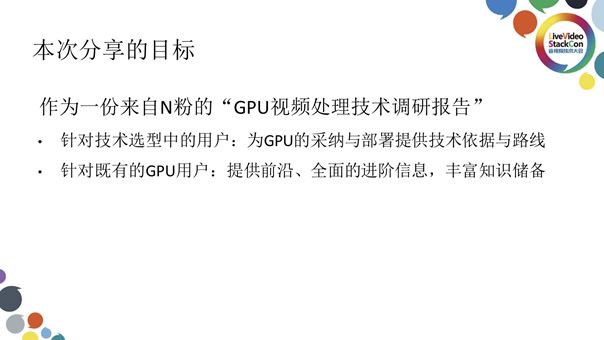 LiveVideo
StackCon
音视频技术大会
本次分享的目标
作为一份来自N粉的“GPU视频处理技术调研报告”
• 针对技术选型中的用户：为GPU的采纳与部署提供技术依据与路线
• 针对既有的GPU用户：提供前沿、全面的进阶信息，丰富知识储备